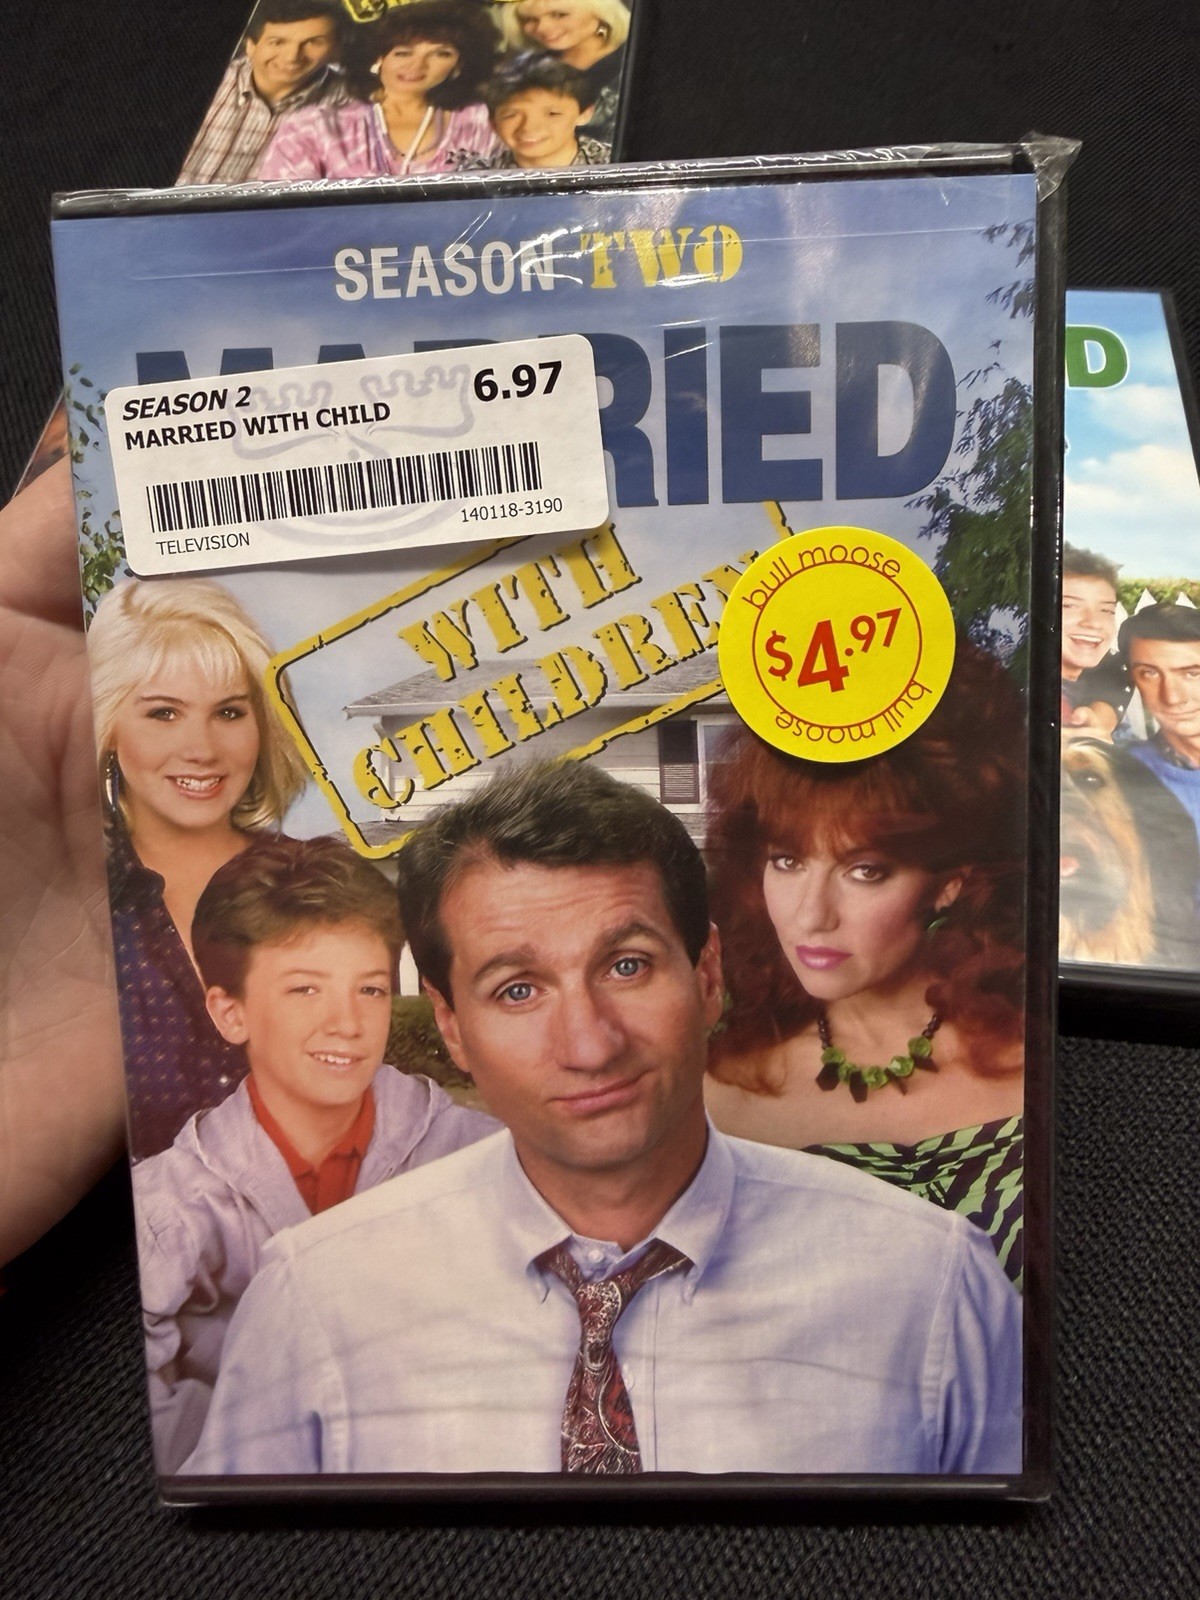 SEASON TWO
MARRIED
SEASON 2
6.97
MARRIED WITH CHILD
140118-3190
TELEVISION
WITH
CHILDREN
bull moose
$4.97
bull moose
D